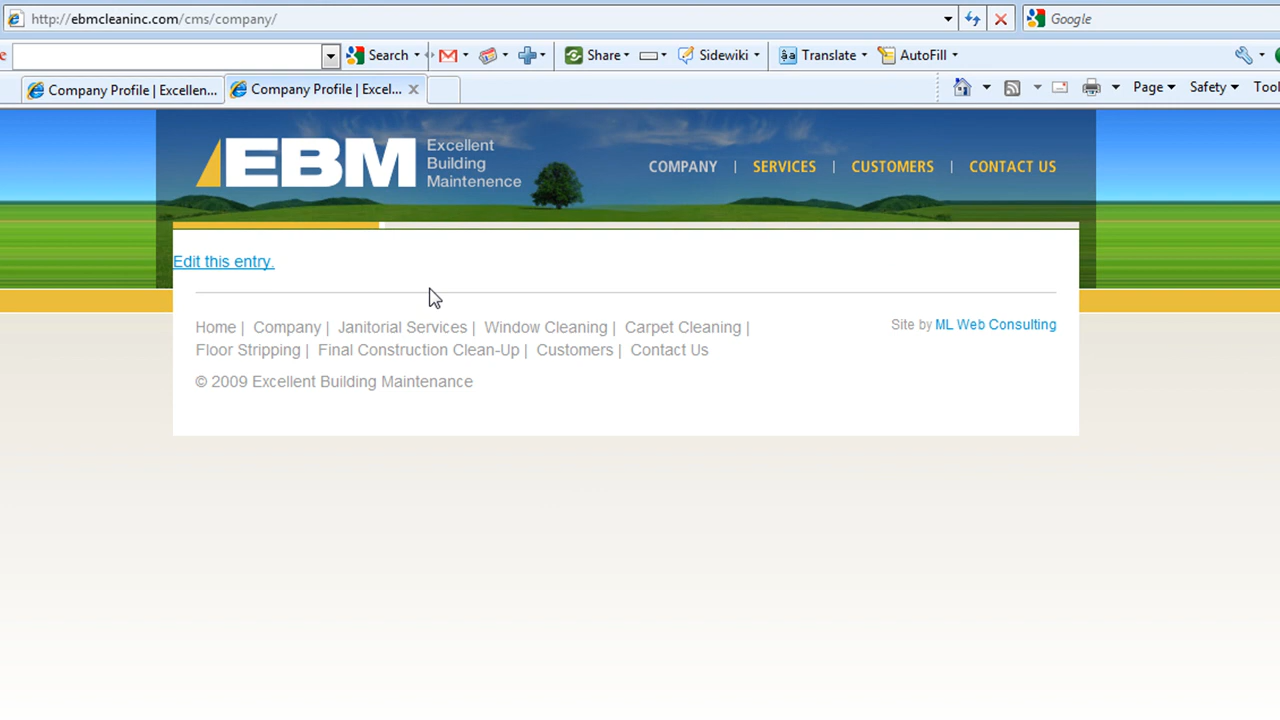 http://ebmcleaninc.com/cms/company/
Google
e
Search
Share
Sidewiki
Translate
AutoFill
Company Profile | Excellen...
Company Profile | Excel...
Page
Safety
Tool
EBM
Excellent
Building
Maintenence
COMPANY | SERVICES | CUSTOMERS | CONTACT US
Edit this entry.
Home | Company | Janitorial Services | Window Cleaning | Carpet Cleaning |
Floor Stripping | Final Construction Clean-Up | Customers | Contact Us
Site by ML Web Consulting
© 2009 Excellent Building Maintenance